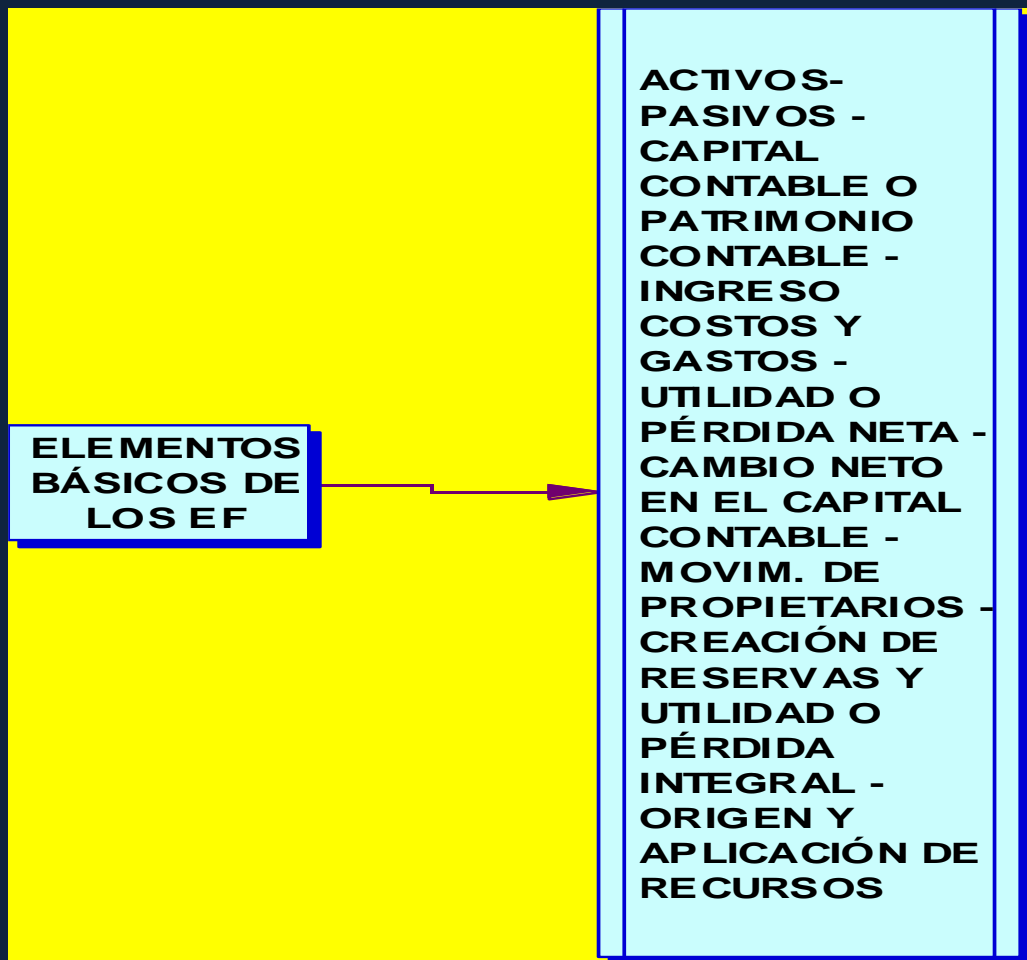 ELEMENTOS
BÁSICOS DE
LOS EF
ACTIVOS-
PASIVOS -
CAPITAL
CONTABLE O
PATRIMONIO
CONTABLE -
INGRESO
COSTOS Y
GASTOS -
UTILIDAD O
PÉRDIDA NETA -
CAMBIO NETO
EN EL CAPITAL
CONTABLE -
MOVIM. DE
PROPIETARIOS -
CREACIÓN DE
RESERVAS Y
UTILIDAD O
PÉRDIDA
INTEGRAL -
ORIGEN Y
APLICACIÓN DE
RECURSOS